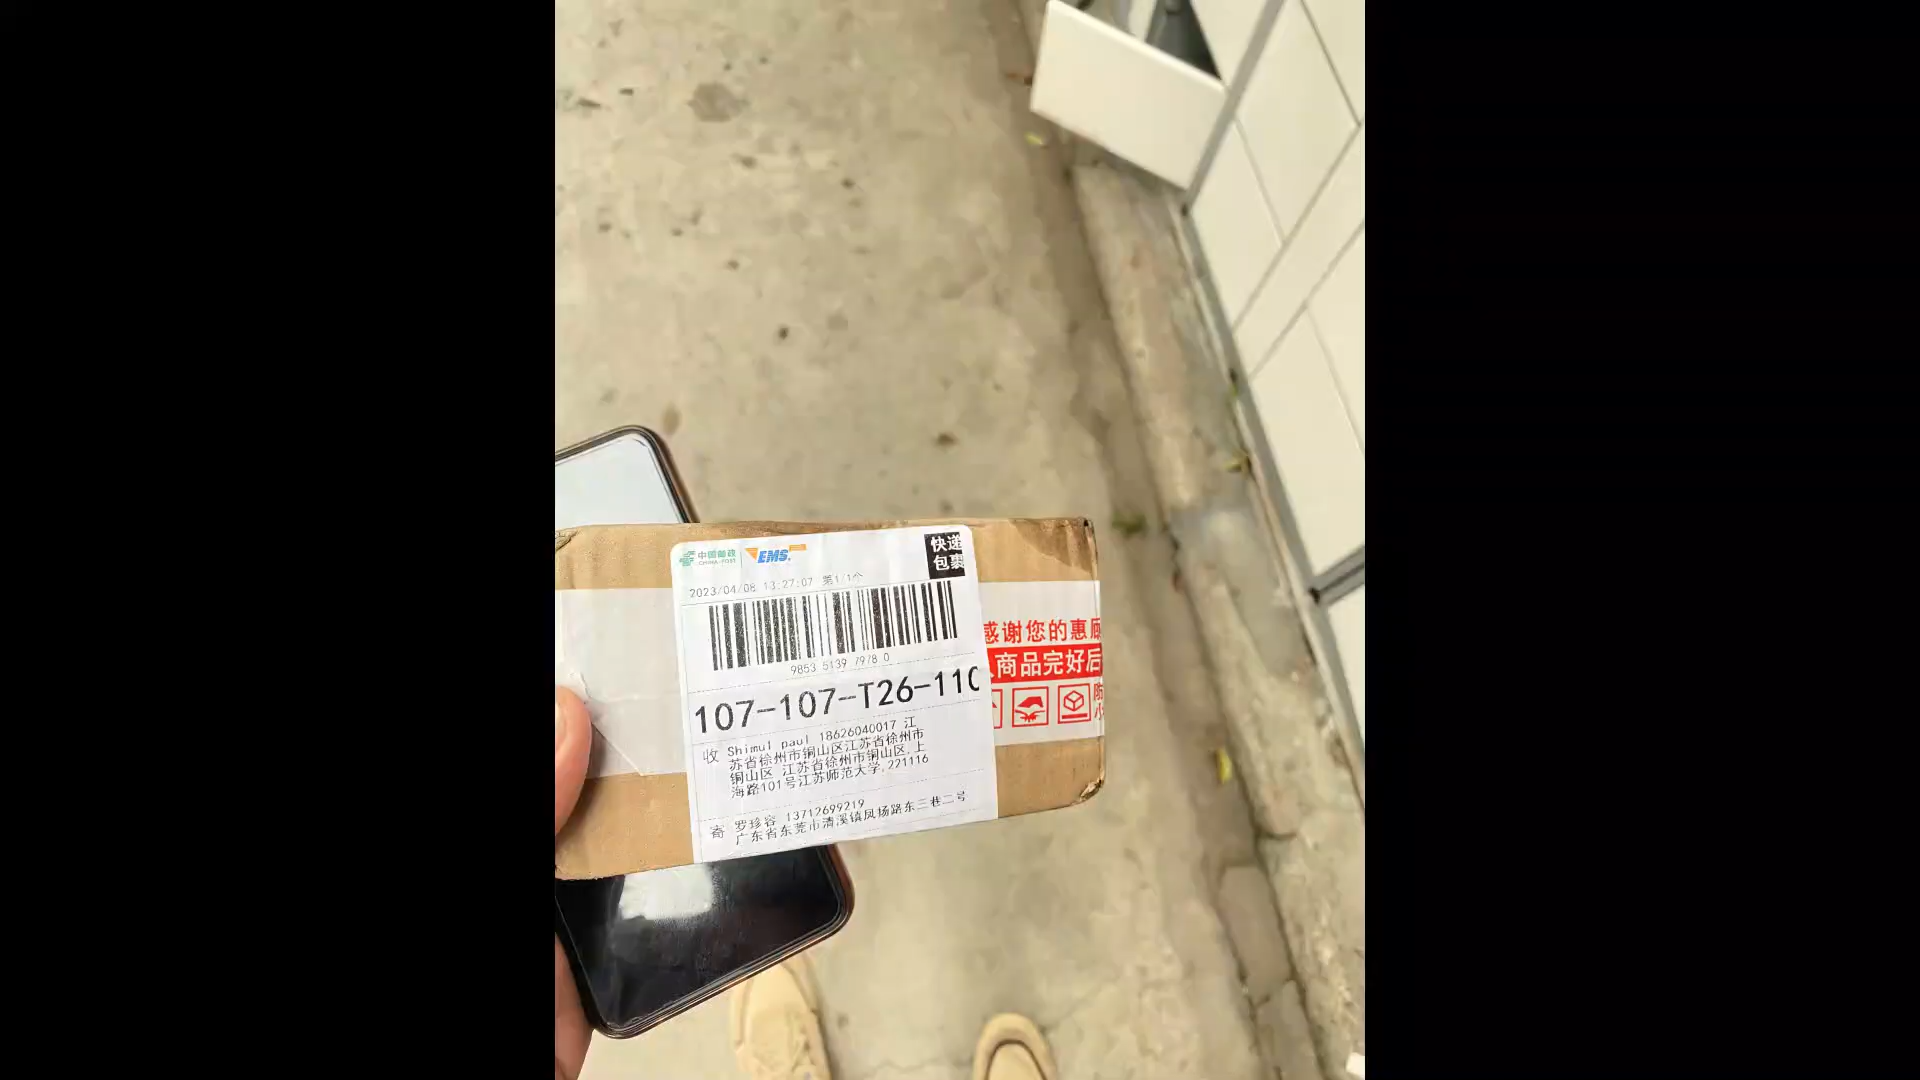 中国邮政
CHINA POST
EMS
快递
包裹
2023/04/08 13:27:07 第1/1个
9853 5139 7978 0
107-107-T26-110
收 Shimul paul 18626040017 江
苏省徐州市铜山区江苏省徐州市
铜山区 江苏省徐州市铜山区,上
海路101号江苏师范大学,221116
寄 罗珍容 13712699219
广东省东莞市清溪镇凤扬路东三巷二号
感谢您的惠顾
商品完好后
防
小